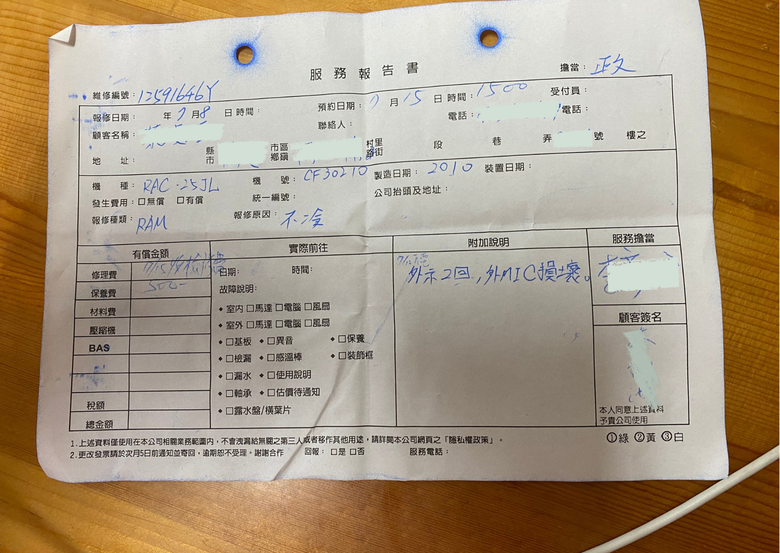 服務報告書
擔當：政
維修編號：12591646Y
報修日期： 年7月8日時間： 預約日期：7月15日時間：1500 受付員：
顧客名稱： 聯絡人： 電話： 電話：
地 址： 縣市 市區鄉鎮 村里路街 段 巷 弄 號 樓之
機 種：RAC-25JL 機 號：CF30210 製造日期：2010 裝置日期：
發生費用：□無償 □有償 統一編號： 公司抬頭及地址：
報修種類：RAM 報修原因：不冷
有償金額 實際前往 附加說明 服務擔當
修理費
保養費 500-
材料費
壓縮機
BAS
稅額
總金額
日期： 時間：
故障說明：
◆室內 □馬達 □電腦 □風扇
◆室外 □馬達 □電腦 □風扇
◆□基板 ◆□異音 ◆□保養
◆□檢漏 ◆□感溫棒 ◆□裝飾框
◆□漏水 ◆□使用說明
◆□軸承 ◆□估價待通知
◆□露水盤/橫葉片
外示2回,外MIC損壞。
顧客簽名
本人同意上述資料
予貴公司使用
1.上述資料僅使用在本公司相關業務範圍內，不會洩漏給無關之第三人或者移作其他用途，請詳閱本公司網頁之「隱私權政策」。
①綠 ②黃 ③白
2.更改發票請於次月5日前通知並寄回，逾期恕不受理。謝謝合作 回報：□是 □否 服務電話：